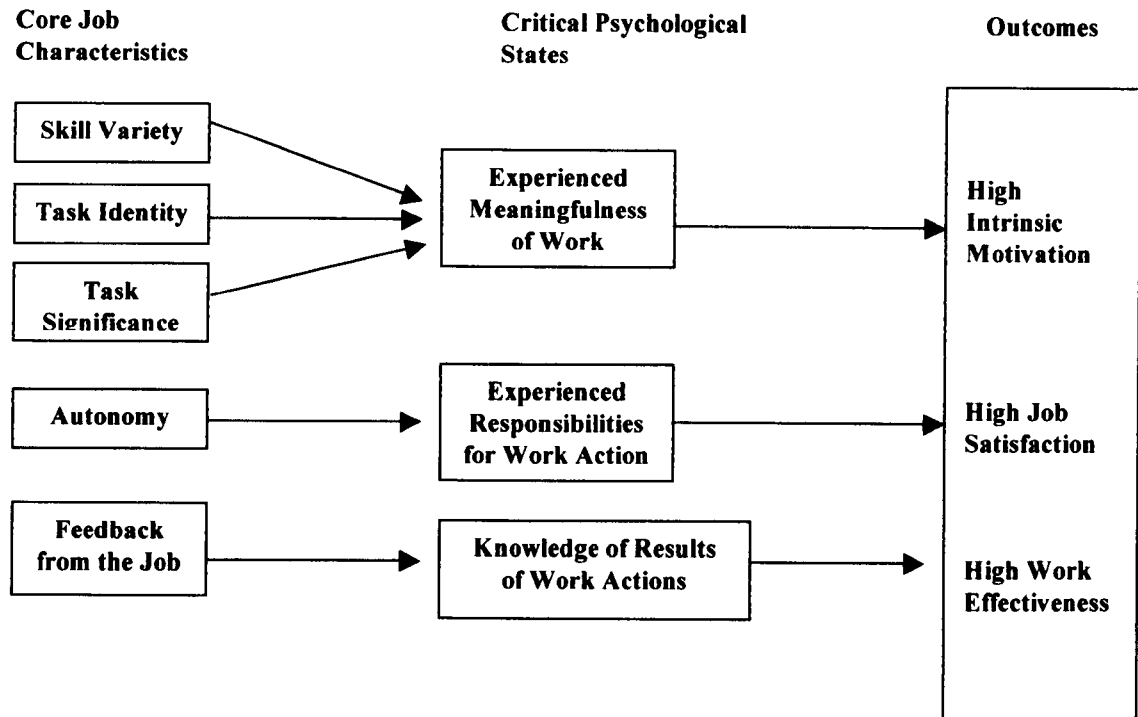 Core Job
Characteristics
Critical Psychological
States
Outcomes
Skill Variety
Task Identity
Task
Significance
Autonomy
Feedback
from the Job
Experienced
Meaningfulness
of Work
Experienced
Responsibilities
for Work Action
Knowledge of Results
of Work Actions
High
Intrinsic
Motivation
High Job
Satisfaction
High Work
Effectiveness